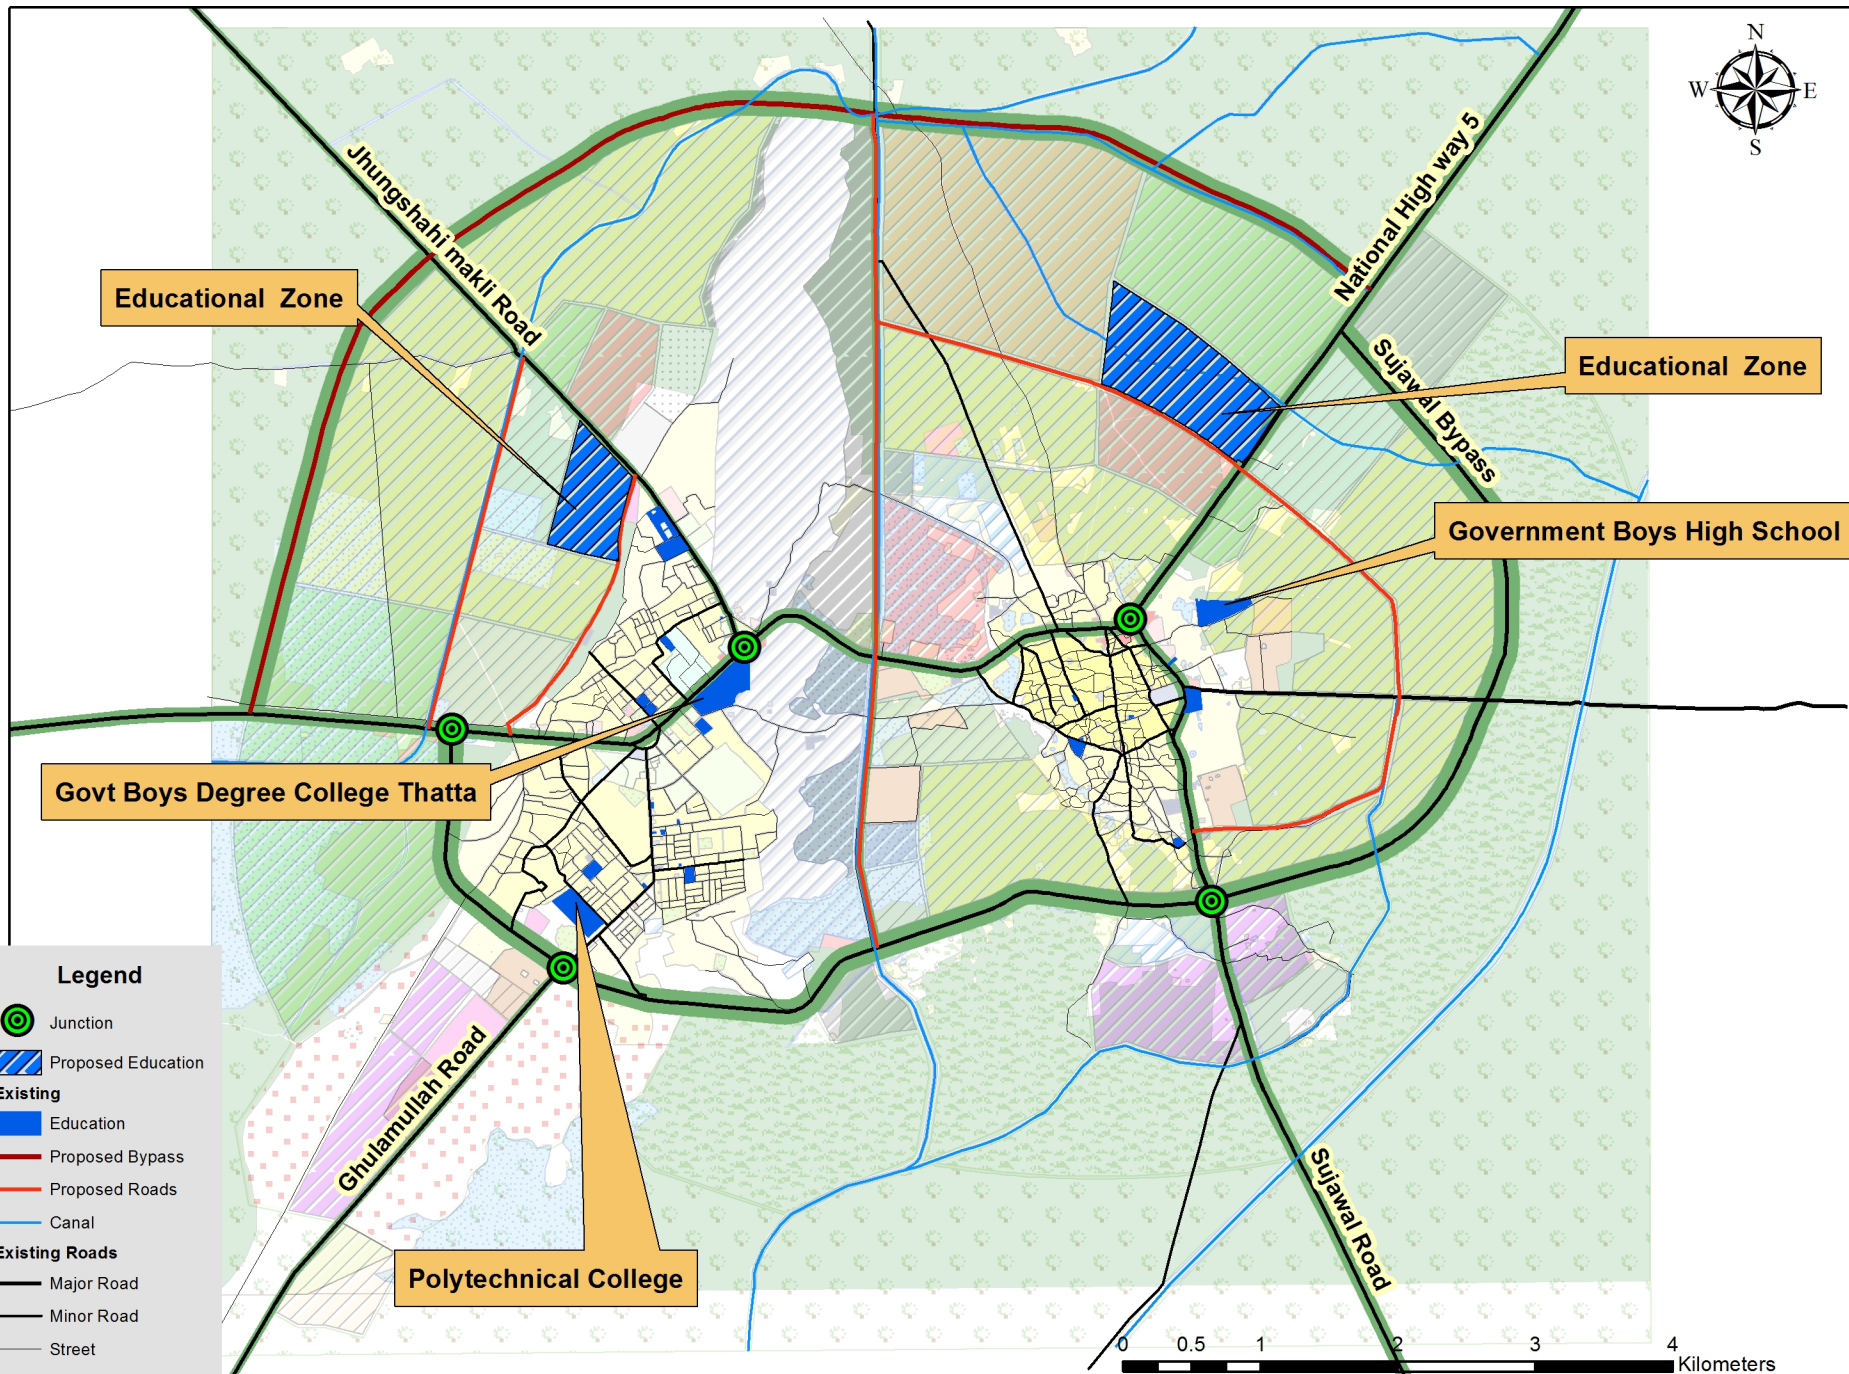 N
W E
S
Jhungshahi makli Road
National High way 5
Educational Zone
Educational Zone
Sujawal Bypass
Government Boys High School
Govt Boys Degree College Thatta
Legend
Junction
Proposed Education
Existing
Education
Proposed Bypass
Proposed Roads
Canal
Existing Roads
Major Road
Minor Road
Street
Ghulamullah Road
Polytechnical College
Sujawal Road
0 0.5 1 2 3 4
Kilometers